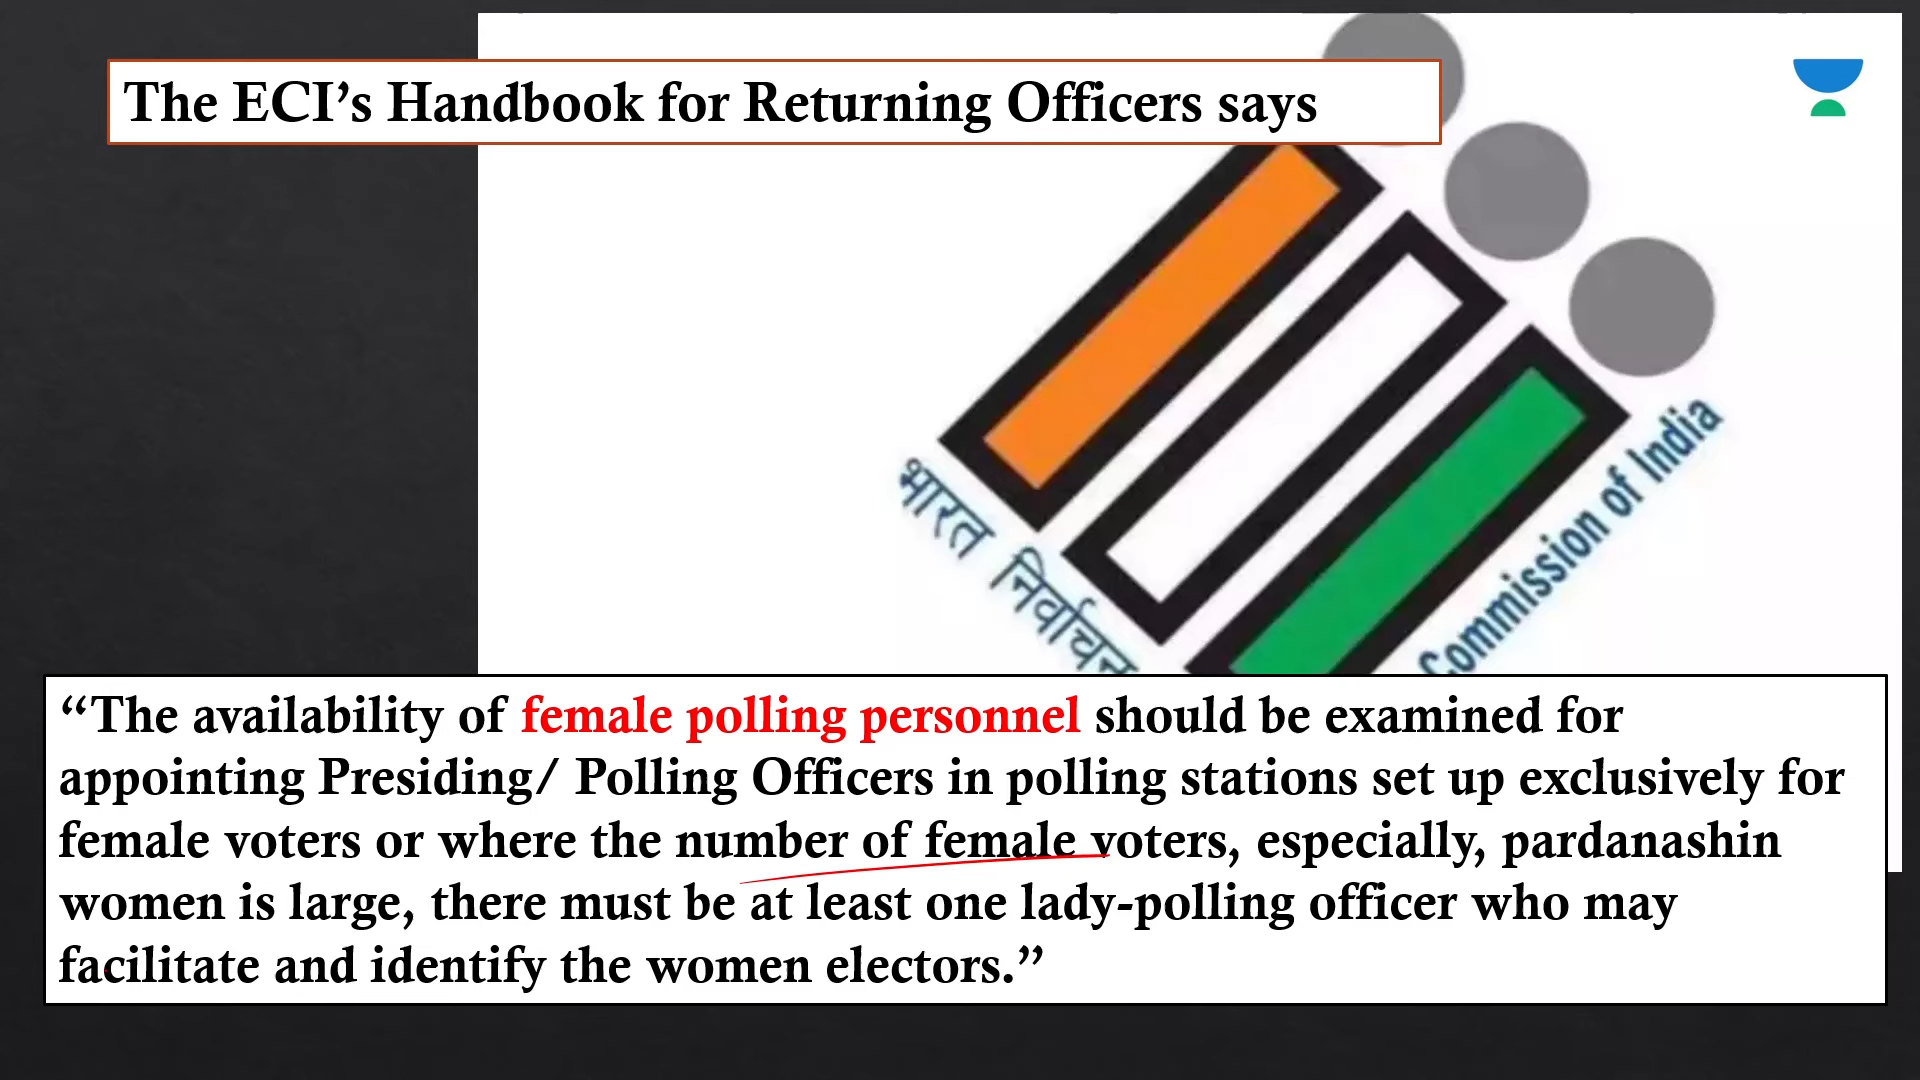 The ECI’s Handbook for Returning Officers says
भारत निर्वाचन
Commission of India
“The availability of female polling personnel should be examined for
appointing Presiding/ Polling Officers in polling stations set up exclusively for
female voters or where the number of female voters, especially, pardanashin
women is large, there must be at least one lady-polling officer who may
facilitate and identify the women electors.”